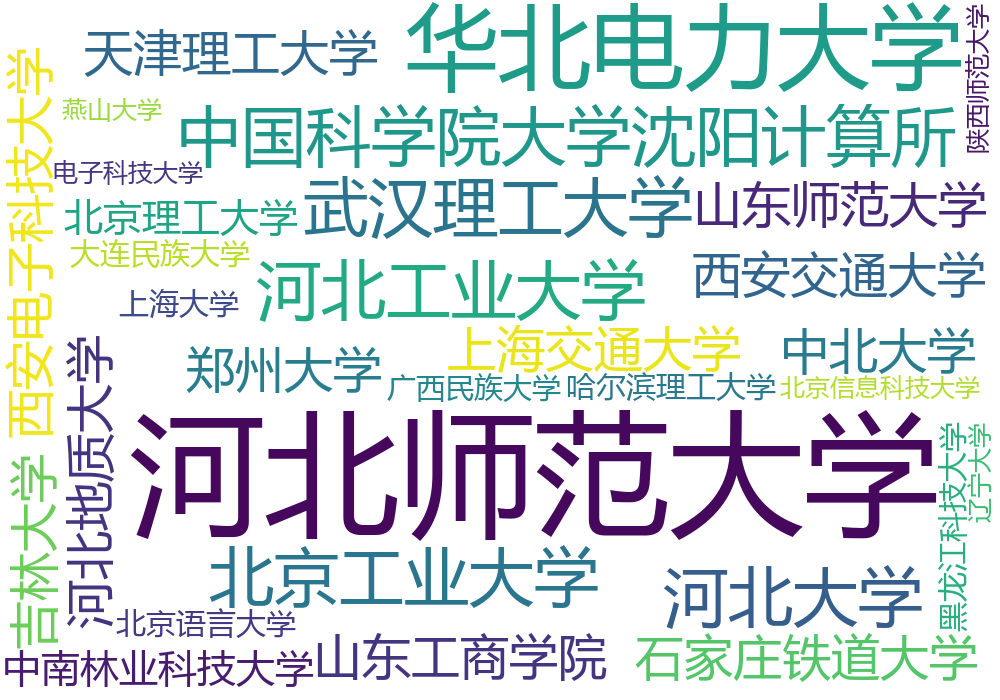 华北电力大学
天津理工大学
陕西师范大学
西安电子科技大学
燕山大学
中国科学院大学沈阳计算所
电子科技大学
武汉理工大学
山东师范大学
北京理工大学
大连民族大学
河北工业大学
西安交通大学
上海大学
上海交通大学
中北大学
郑州大学
河北地质大学
广西民族大学
哈尔滨理工大学
北京信息科技大学
河北师范大学
黑龙江科技大学
辽宁大学
吉林大学
北京工业大学
河北大学
北京语言大学
山东工商学院
石家庄铁道大学
中南林业科技大学